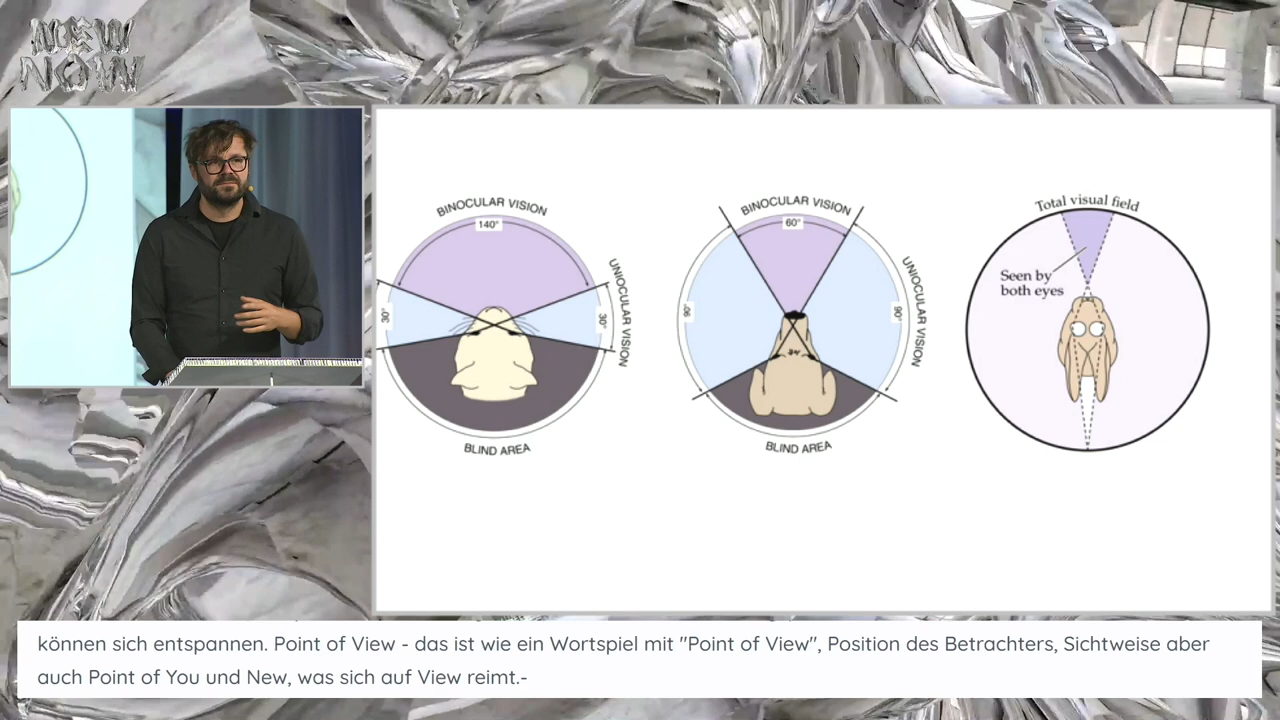 NEW
NOW
BINOCULAR VISION
140°
30°
30°
UNIOCULAR VISION
BLIND AREA
BINOCULAR VISION
60°
90°
90°
UNIOCULAR VISION
BLIND AREA
Total visual field
Seen by
both eyes
können sich entspannen. Point of View - das ist wie ein Wortspiel mit "Point of View", Position des Betrachters, Sichtweise aber
auch Point of You und New, was sich auf View reimt.-